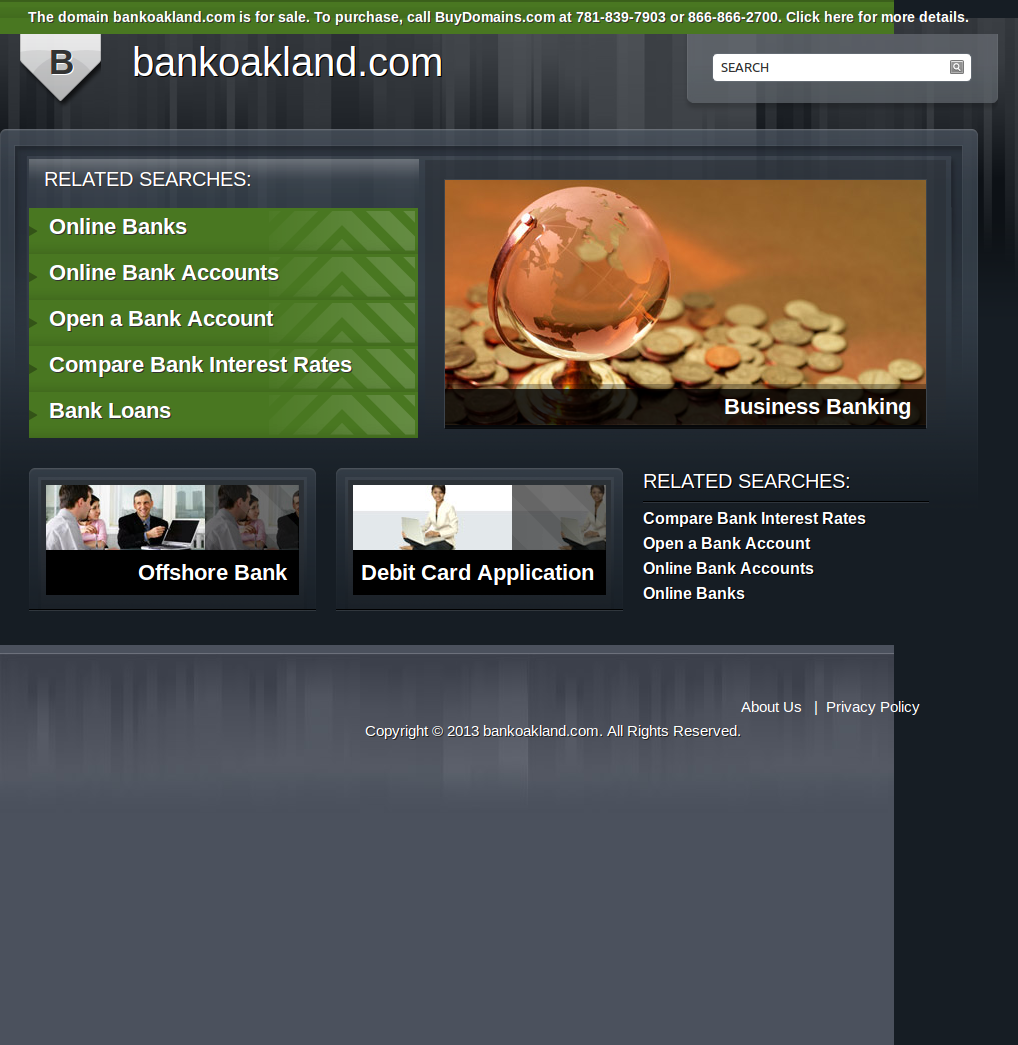 The domain bankoakland.com is for sale. To purchase, call BuyDomains.com at 781-839-7903 or 866-866-2700. Click here for more details.
B
bankoakland.com
SEARCH
RELATED SEARCHES:
Online Banks
Online Bank Accounts
Open a Bank Account
Compare Bank Interest Rates
Bank Loans
Business Banking
Offshore Bank
Debit Card Application
RELATED SEARCHES:
Compare Bank Interest Rates
Open a Bank Account
Online Bank Accounts
Online Banks
About Us | Privacy Policy
Copyright © 2013 bankoakland.com. All Rights Reserved.